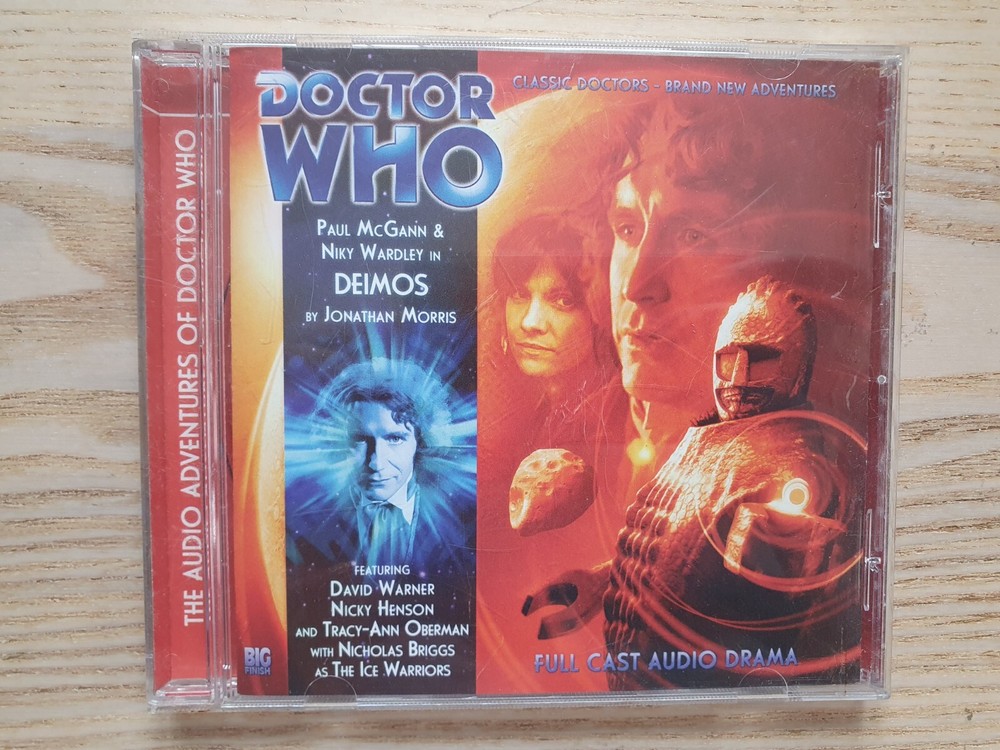 THE AUDIO ADVENTURES OF DOCTOR WHO
DOCTOR
WHO
CLASSIC DOCTORS - BRAND NEW ADVENTURES
PAUL MCGANN &
NIKY WARDLEY IN
DEIMOS
BY JONATHAN MORRIS
FEATURING
DAVID WARNER
NICKY HENSON
AND TRACY-ANN OBERMAN
WITH NICHOLAS BRIGGS
AS THE ICE WARRIORS
BIG
FINISH
FULL CAST AUDIO DRAMA